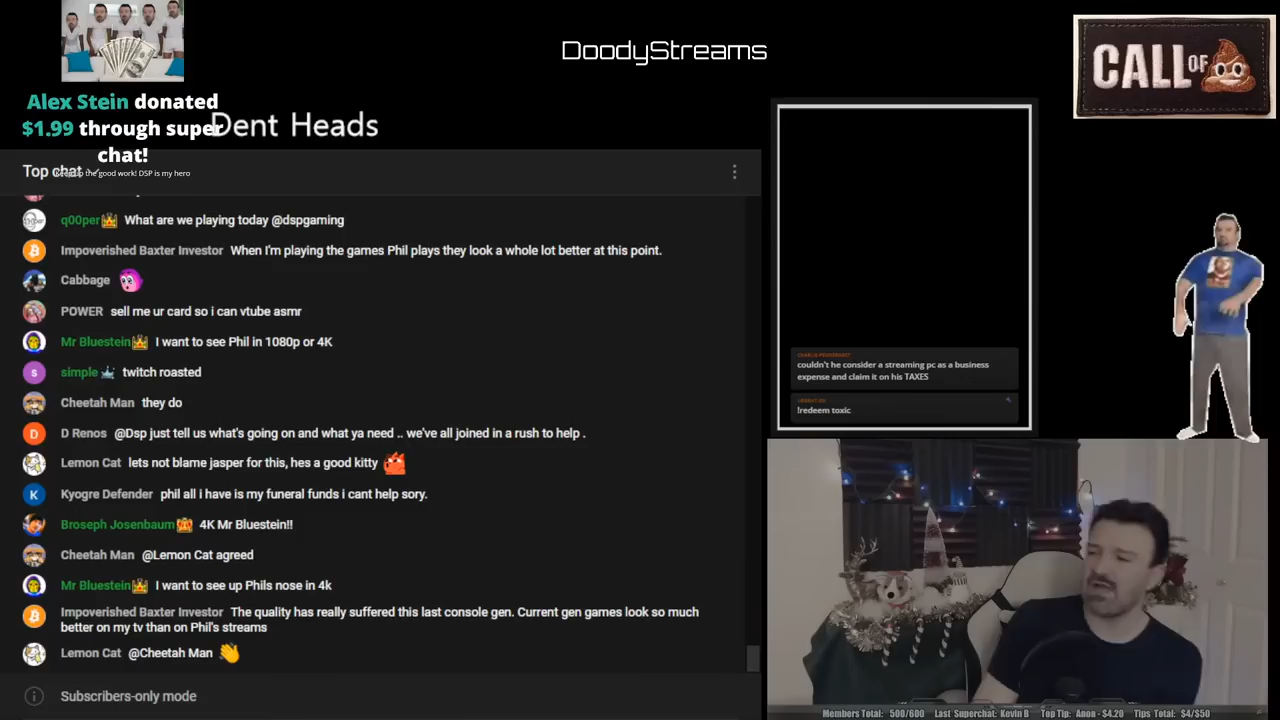 DoodyStreams
CALL OF
Alex Stein donated
$1.99 through super
chat!
Dent Heads
Top chat
the good work! DSP is my hero
q00per What are we playing today @dspgaming
Impoverished Baxter Investor When I'm playing the games Phil plays they look a whole lot better at this point.
Cabbage
POWER sell me ur card so i can vtube asmr
Mr Bluestein I want to see Phil in 1080p or 4K
simple twitch roasted
Cheetah Man they do
D Renos @Dsp just tell us what's going on and what ya need .. we've all joined in a rush to help .
Lemon Cat lets not blame jasper for this, hes a good kitty
Kyogre Defender phil all i have is my funeral funds i cant help sory.
Broseph Josenbaum 4K Mr Bluestein!!
Cheetah Man @Lemon Cat agreed
Mr Bluestein I want to see up Phils nose in 4k
Impoverished Baxter Investor The quality has really suffered this last console gen. Current gen games look so much
better on my tv than on Phil's streams
Lemon Cat @Cheetah Man
Subscribers-only mode
couldn't he consider a streaming pc as a business
expense and claim it on his TAXES
!redeem toxic
Members Total: 500/600 Last Superchat: Kevin B Top Tip: Anon - $4.20 Tips Total: $4/$50